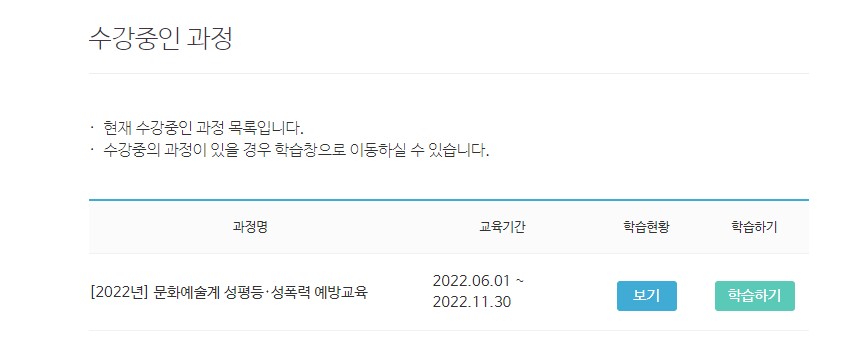 수강중인 과정
· 현재 수강중인 과정 목록입니다.
· 수강중의 과정이 있을 경우 학습창으로 이동하실 수 있습니다.
과정명 교육기간 학습현황 학습하기
[2022년] 문화예술계 성평등·성폭력 예방교육 2022.06.01 ~ 2022.11.30 보기 학습하기